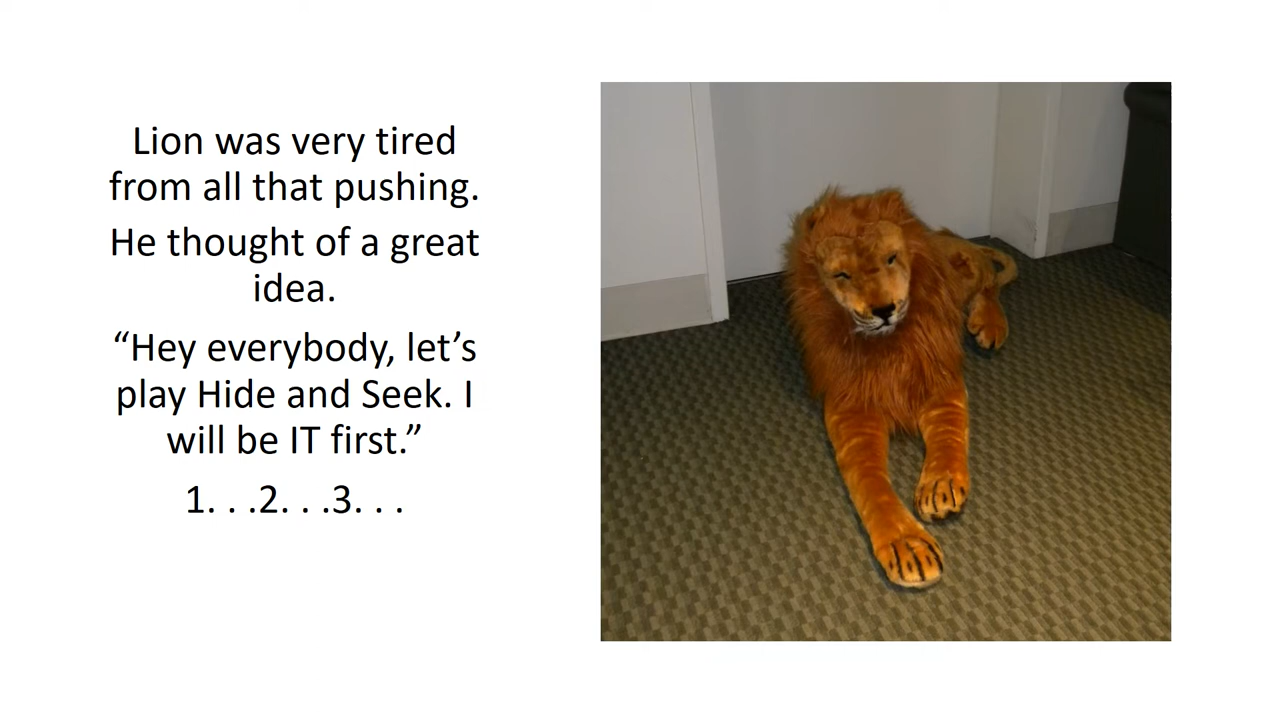 Lion was very tired
from all that pushing.
He thought of a great
idea.
“Hey everybody, let’s
play Hide and Seek. I
will be IT first.”
1. . .2. . .3. . .